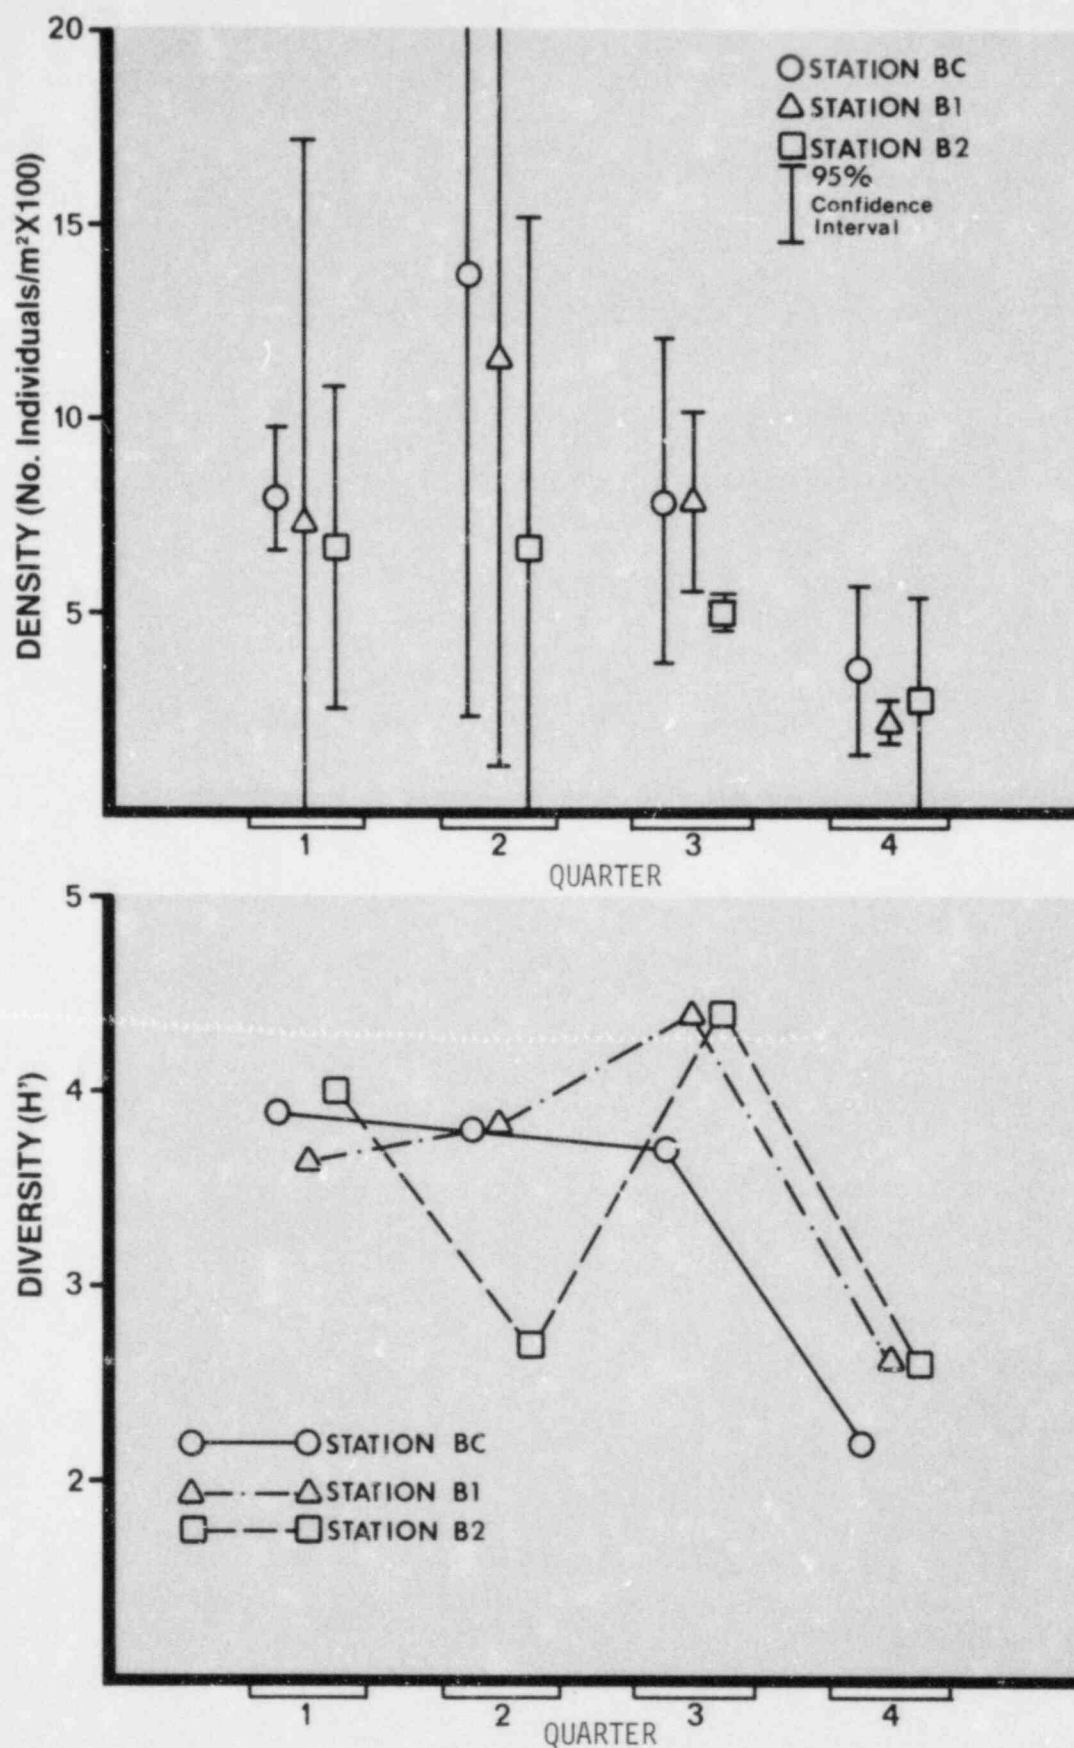 20
15
10
5
DENSITY (No. Individuals/m²X100)
STATION BC
STATION B1
STATION B2
95%
Confidence
Interval
1 2 3 4
QUARTER
5
4
3
2
DIVERSITY (H')
STATION BC
STATION B1
STATION B2
1 2 3 4
QUARTER